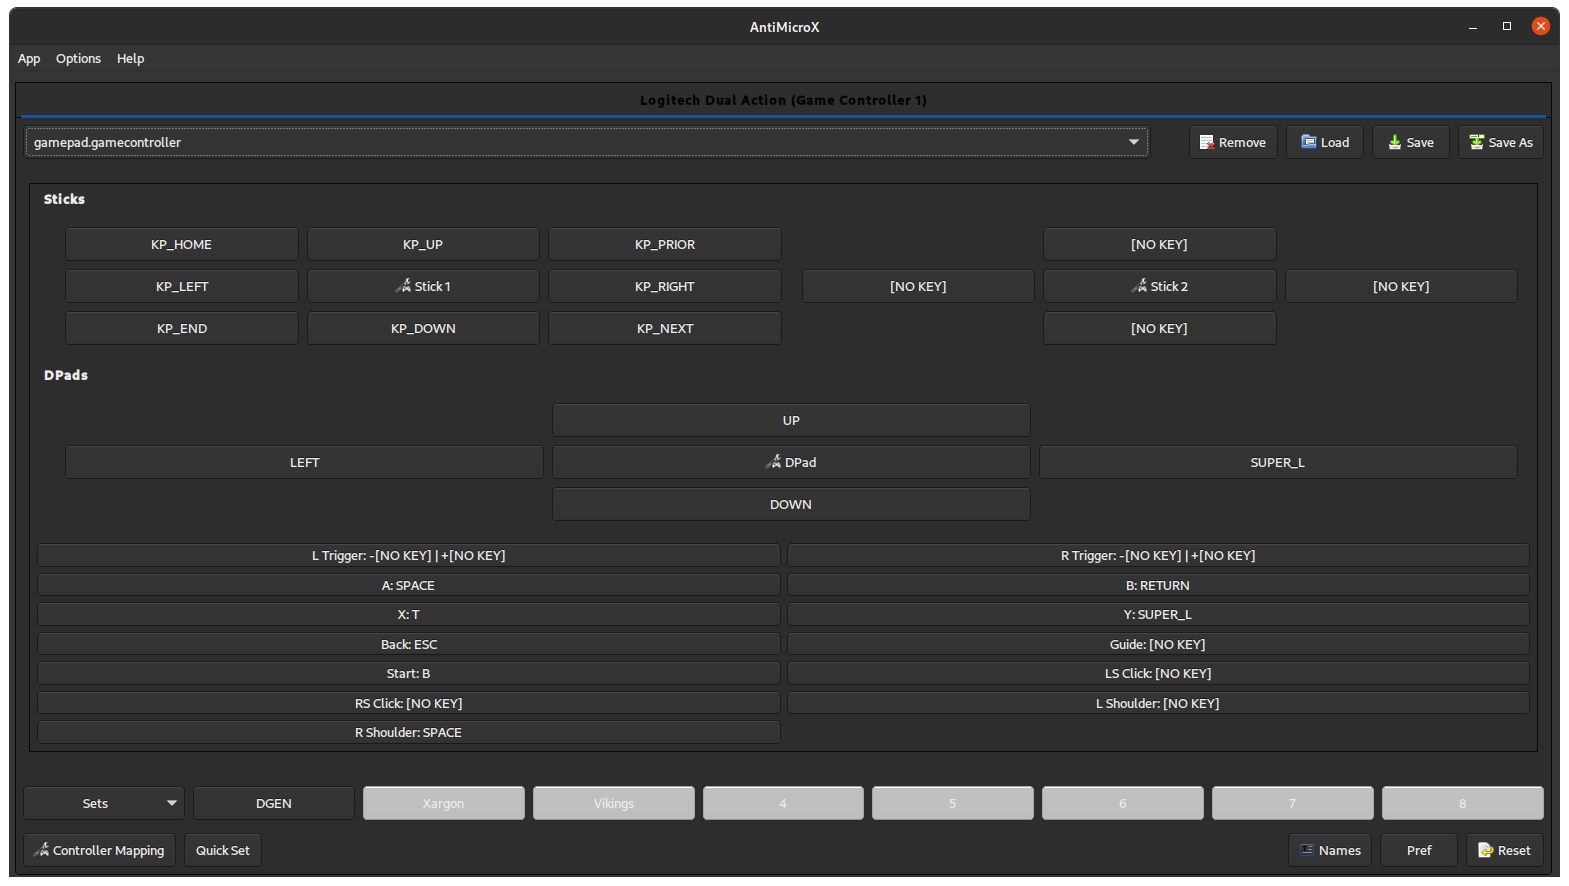 AntiMicroX
App Options Help
Logitech Dual Action (Game Controller 1)
gamepad.gamecontroller Remove Load Save Save As
Sticks
KP_HOME KP_UP KP_PRIOR [NO KEY]
KP_LEFT Stick 1 KP_RIGHT [NO KEY] Stick 2 [NO KEY]
KP_END KP_DOWN KP_NEXT [NO KEY]
DPads
UP
LEFT DPad SUPER_L
DOWN
L Trigger: -[NO KEY] | +[NO KEY] R Trigger: -[NO KEY] | +[NO KEY]
A: SPACE B: RETURN
X: T Y: SUPER_L
Back: ESC Guide: [NO KEY]
Start: B LS Click: [NO KEY]
RS Click: [NO KEY] L Shoulder: [NO KEY]
R Shoulder: SPACE
Sets DGEN Xargon Vikings 4 5 6 7 8
Controller Mapping Quick Set Names Pref Reset